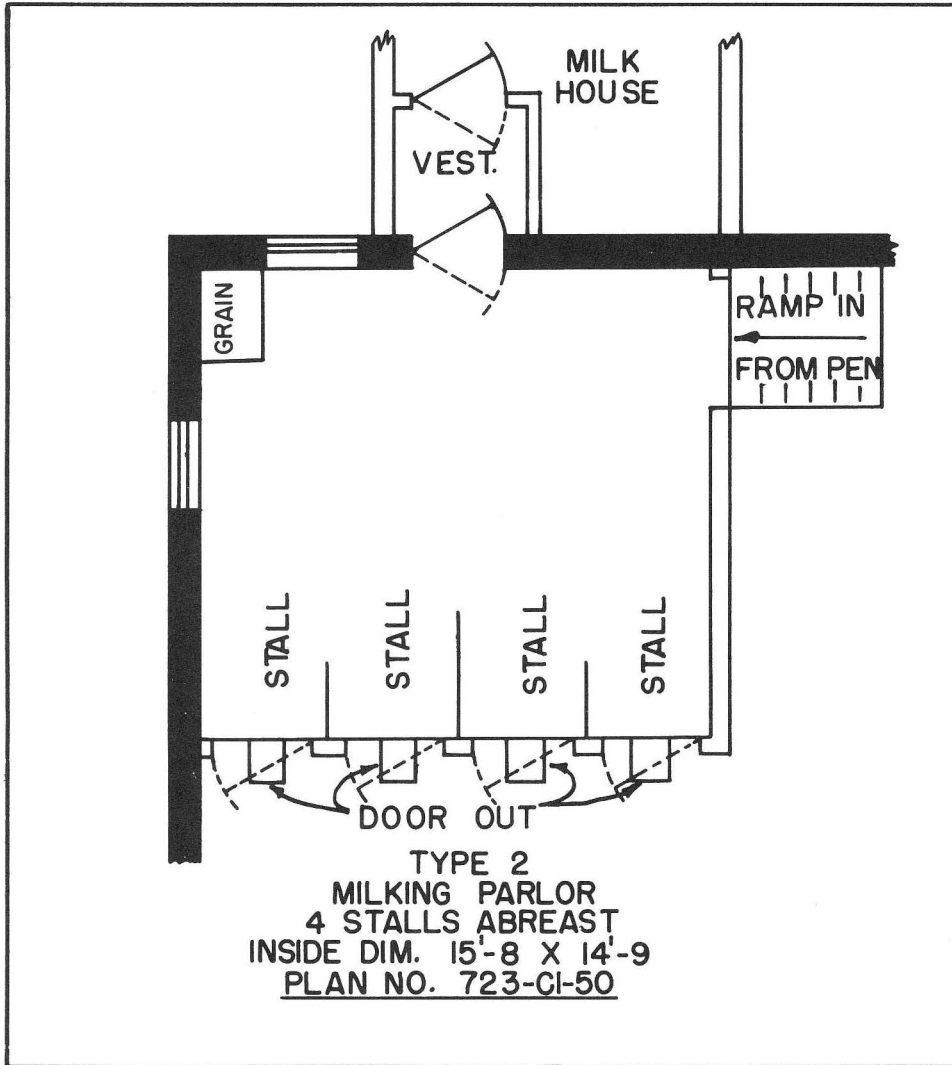 MILK
HOUSE
VEST.
GRAIN
RAMP IN
FROM PEN
STALL
STALL
STALL
STALL
DOOR OUT
TYPE 2
MILKING PARLOR
4 STALLS ABREAST
INSIDE DIM. 15'-8 X 14'-9
PLAN NO. 723-C1-50